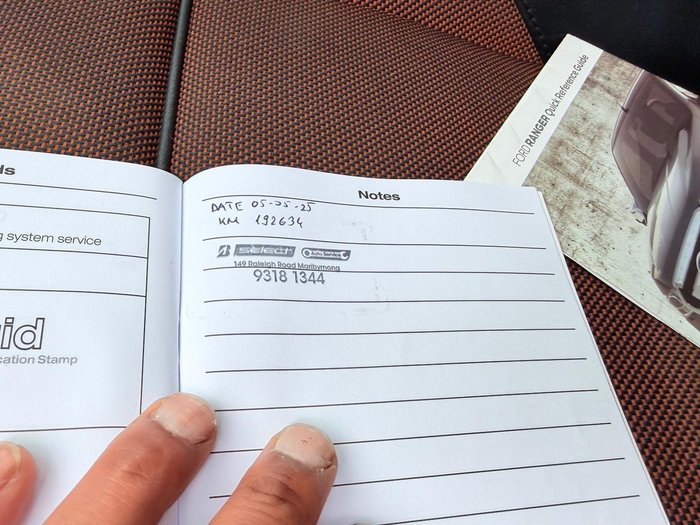 ds
g system service
id
cation Stamp
Notes
DATE 05-05-25
KM 192634
SELECT Auto Service
149 Raleigh Road Maribyrnong
9318 1344
FORD RANGER Quick Reference Guide